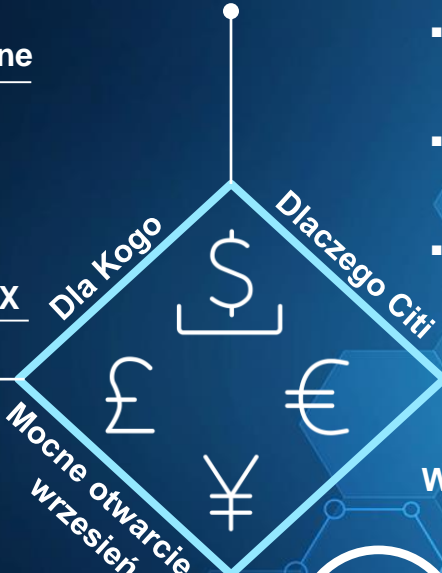 ne
Dla Kogo
Dlaczego Citi
$
X
£
€
Mocne otwarcie
wrzesień
¥
W